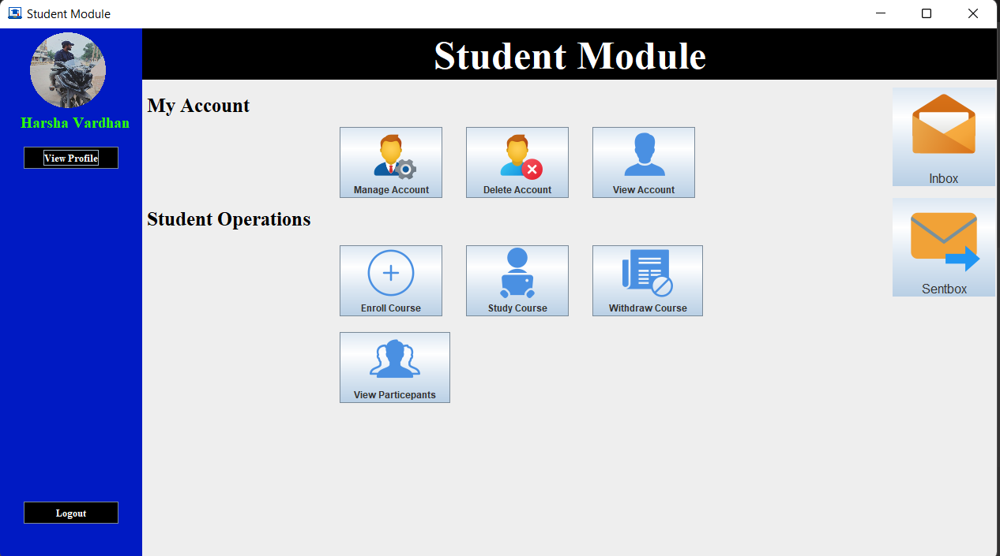 Student Module
Student Module
Harsha Vardhan
View Profile
Logout
My Account
Manage Account
Delete Account
View Account
Student Operations
Enroll Course
Study Course
Withdraw Course
View Particepants
Inbox
Sentbox